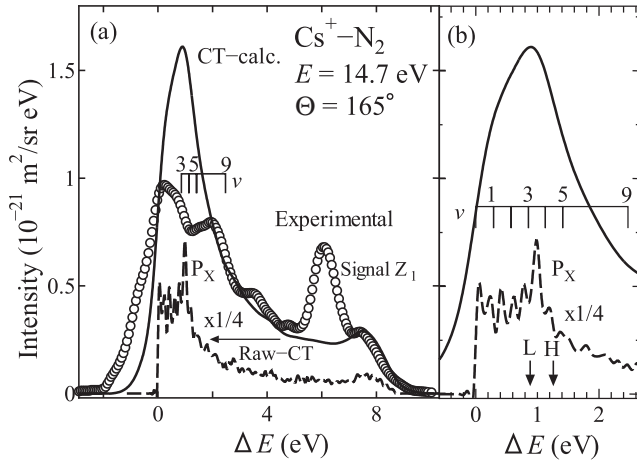 (a)
Cs⁺−N₂
CT−calc.
E = 14.7 eV
Θ = 165°
3 5 9
v
Experimental
Signal Z₁
Pₓ
x1/4
Raw−CT
1.5
1
0.5
0
Intensity (10⁻²¹ m²/sr eV)
0 4 8
ΔE (eV)
(b)
1 3 5 9
v
Pₓ
x1/4
L H
0 1 2
ΔE (eV)